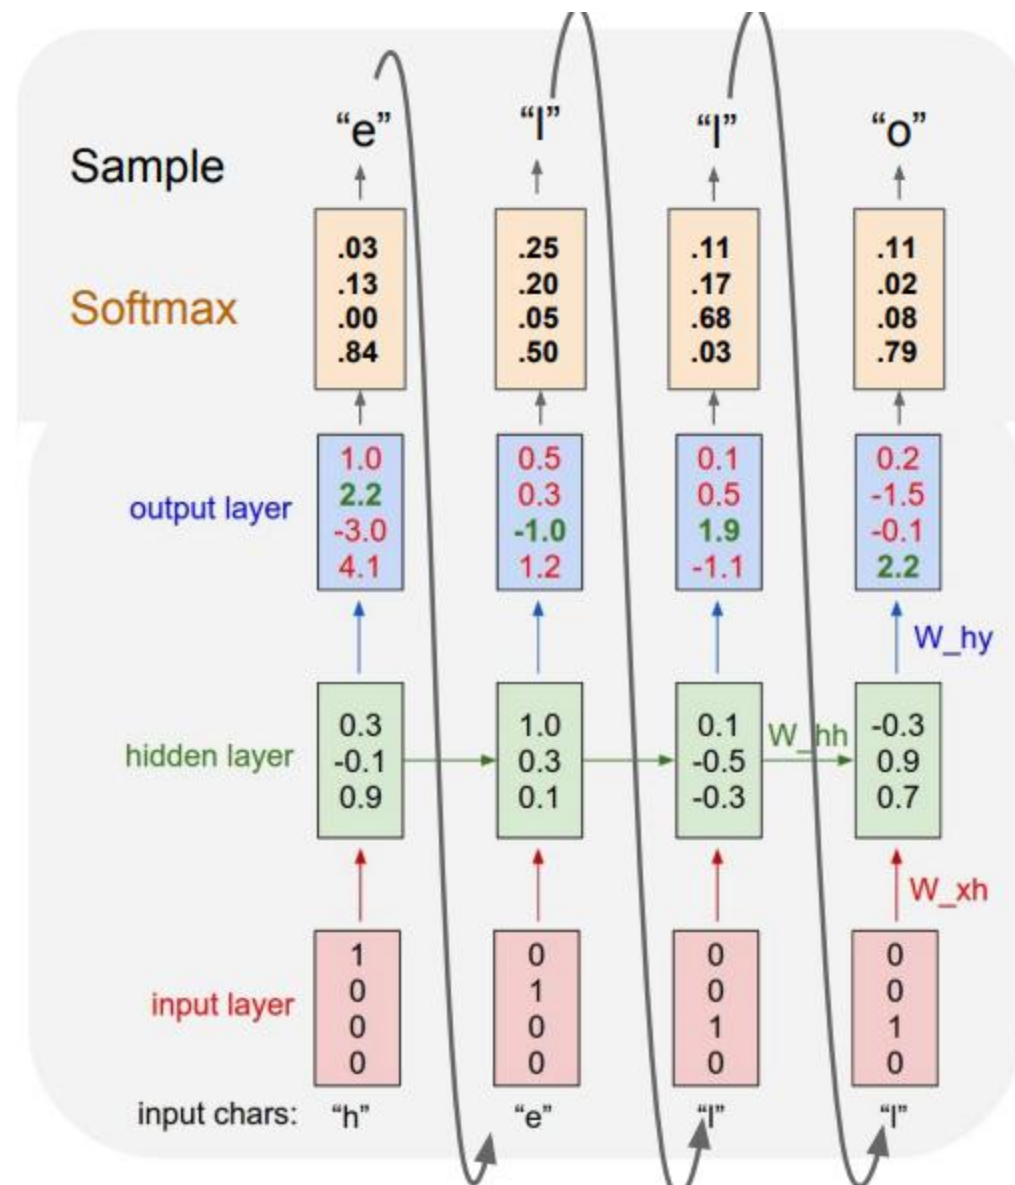 “e” “l” “l” “o”
Sample
.03 .25 .11 .11
.13 .20 .17 .02
Softmax
.00 .05 .68 .08
.84 .50 .03 .79
1.0 0.5 0.1 0.2
2.2 0.3 0.5 -1.5
output layer
-3.0 -1.0 1.9 -0.1
4.1 1.2 -1.1 2.2
W_hy
0.3 1.0 0.1 -0.3
W_hh
hidden layer
-0.1 0.3 -0.5 0.9
0.9 0.1 -0.3 0.7
W_xh
1 0 0 0
0 1 0 0
input layer
0 0 1 1
0 0 0 0
input chars: “h” “e” “l” “l”